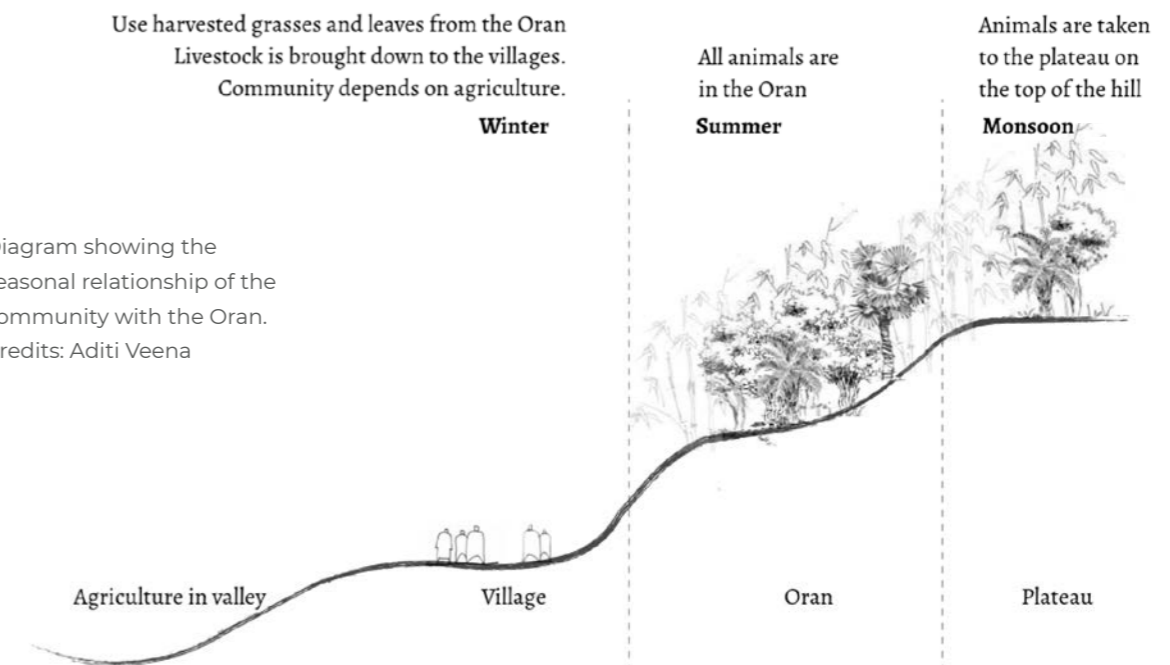 Use harvested grasses and leaves from the Oran
Livestock is brought down to the villages.
Community depends on agriculture.
Winter
All animals are
in the Oran
Summer
Animals are taken
to the plateau on
the top of the hill
Monsoon
iagram showing the
easonal relationship of the
ommunity with the Oran.
redits: Aditi Veena
Agriculture in valley
Village
Oran
Plateau